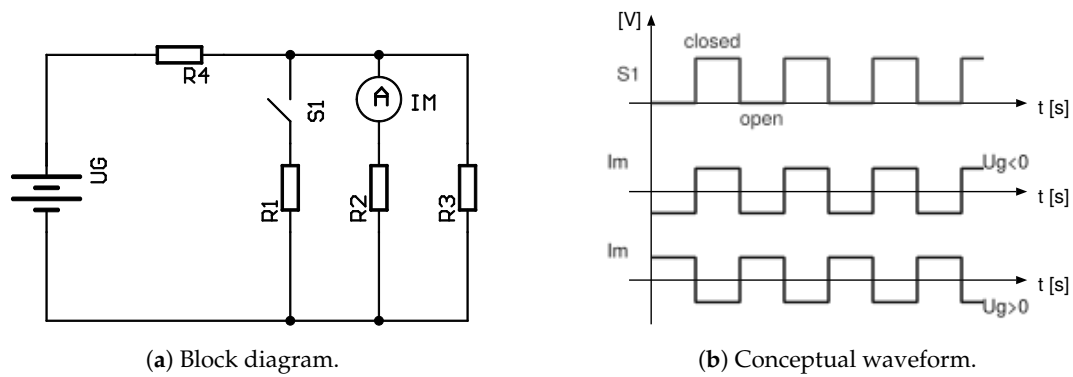 R4
S1
A IM
UG
R1
R2
R3
(a) Block diagram.
[V]
closed
S1
open
t [s]
Im
Ug<0
t [s]
Im
t [s]
Ug>0
(b) Conceptual waveform.